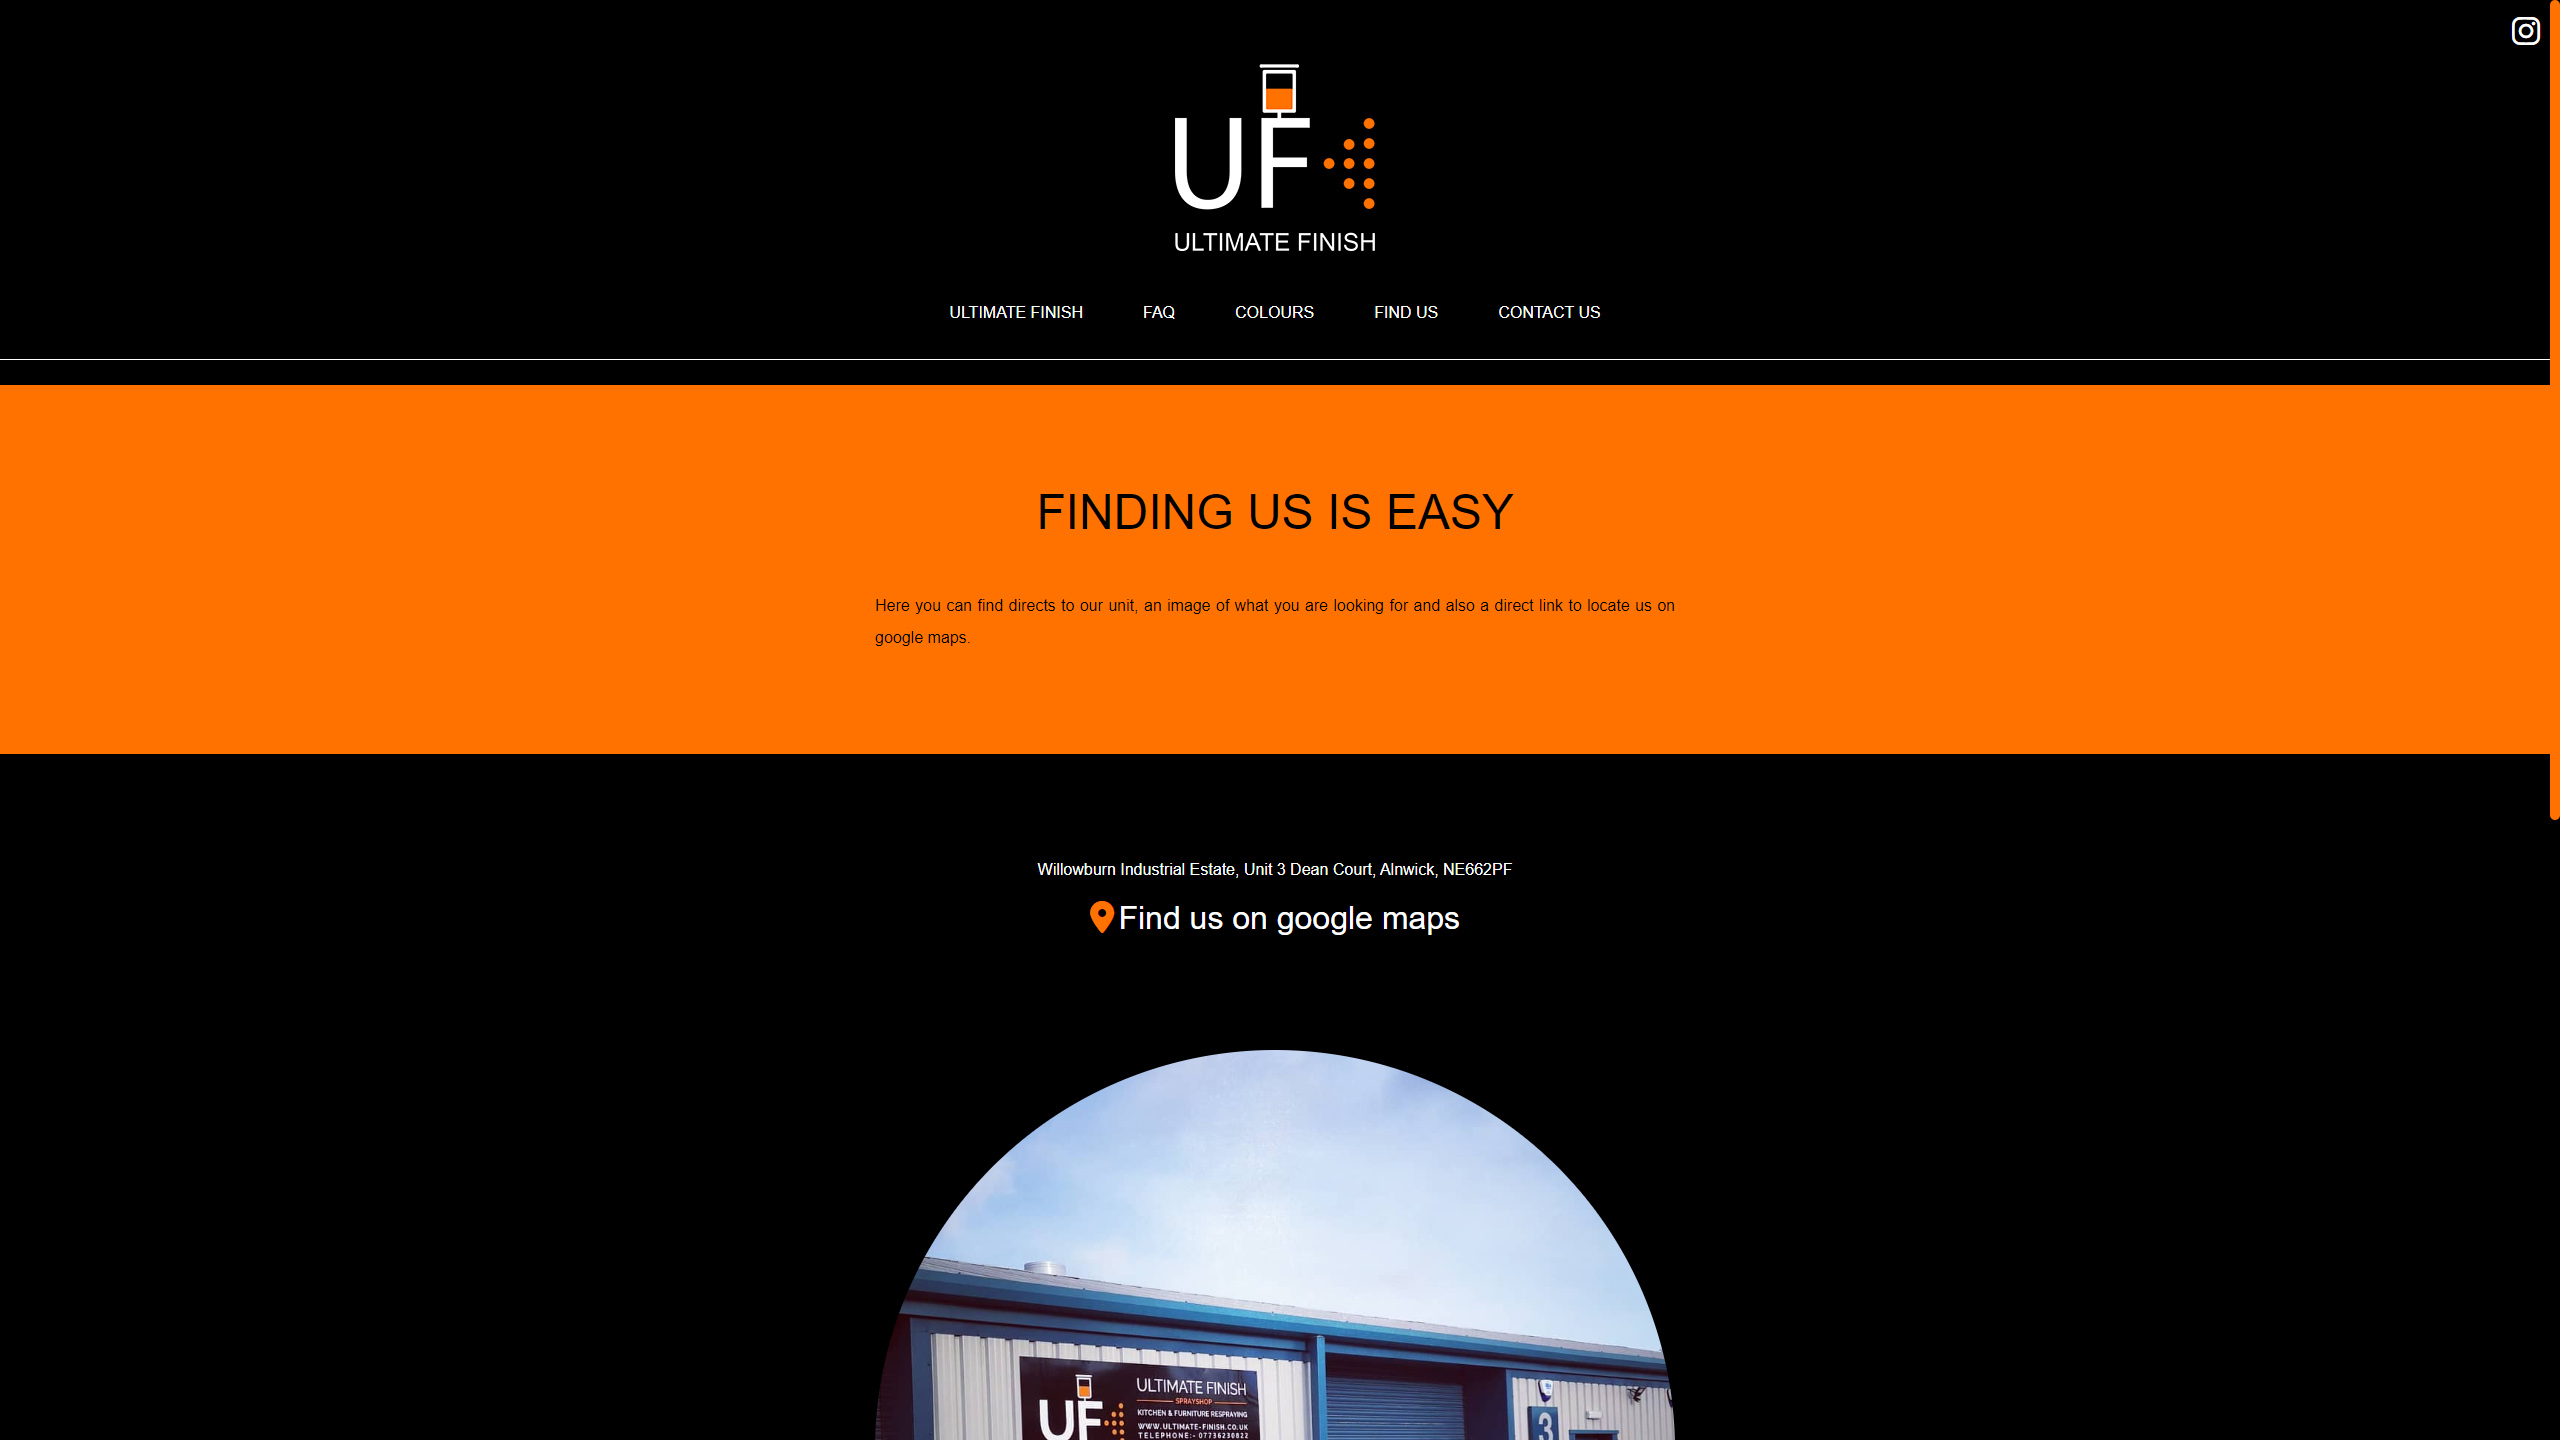 UF
ULTIMATE FINISH
ULTIMATE FINISH FAQ COLOURS FIND US CONTACT US
FINDING US IS EASY
Here you can find directs to our unit, an image of what you are looking for and also a direct link to locate us on
google maps.
Willowburn Industrial Estate, Unit 3 Dean Court, Alnwick, NE662PF
Find us on google maps
UF
ULTIMATE FINISH
SPRAYSHOP
KITCHEN & FURNITURE RESPRAYING
WWW.ULTIMATE-FINISH.CO.UK
TELEPHONE:- 07736230822
3